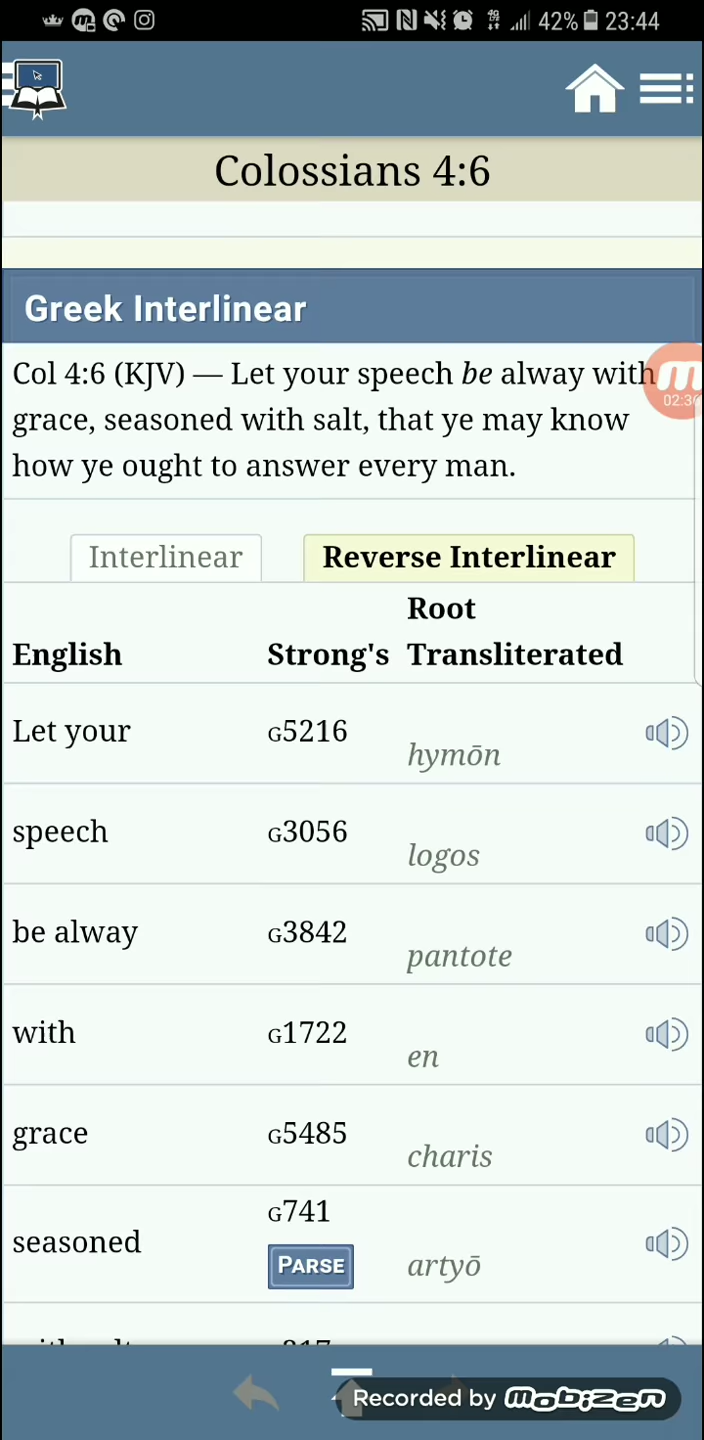 42% 23:44
Colossians 4:6
Greek Interlinear
Col 4:6 (KJV) — Let your speech be alway with
02:36
grace, seasoned with salt, that ye may know
how ye ought to answer every man.
Interlinear Reverse Interlinear
English Strong's Root Transliterated
Let your G5216 hymōn
speech G3056 logos
be alway G3842 pantote
with G1722 en
grace G5485 charis
seasoned G741 artyō
PARSE
Recorded by mobizen